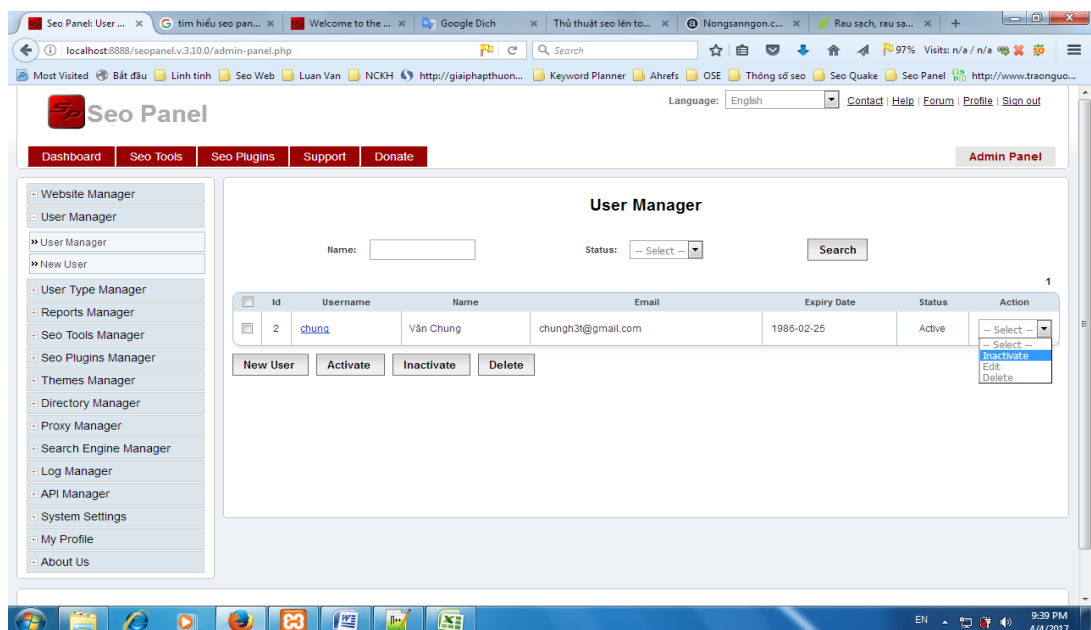 Seo Panel: User ... × tìm hiểu seo pan... × Welcome to the ... × Google Dịch × Thủ thuật seo lên to... × Nongsanngon.c... × Rau sạch, rau sạ... × +
localhost:8888/seopanel.v.3.10.0/admin-panel.php Search 97% Visits: n/a / n/a
Most Visited Bắt đầu Linh tinh Seo Web Luan Van NCKH http://giaiphapthuon... Keyword Planner Ahrefs OSE Thông số seo Seo Quake Seo Panel http://www.traonguo...
Language: English Contact | Help | Forum | Profile | Sign out
SP Seo Panel
Dashboard Seo Tools Seo Plugins Support Donate Admin Panel
Website Manager
User Manager
» User Manager
» New User
User Type Manager
Reports Manager
Seo Tools Manager
Seo Plugins Manager
Themes Manager
Directory Manager
Proxy Manager
Search Engine Manager
Log Manager
API Manager
System Settings
My Profile
About Us
User Manager
Name: Status: -- Select -- Search
1
Id Username Name Email Expiry Date Status Action
2 chung Văn Chung chungh3t@gmail.com 1986-02-25 Active -- Select --
-- Select --
Inactivate
Edit
Delete
New User Activate Inactivate Delete
EN 9:39 PM
4/4/2017